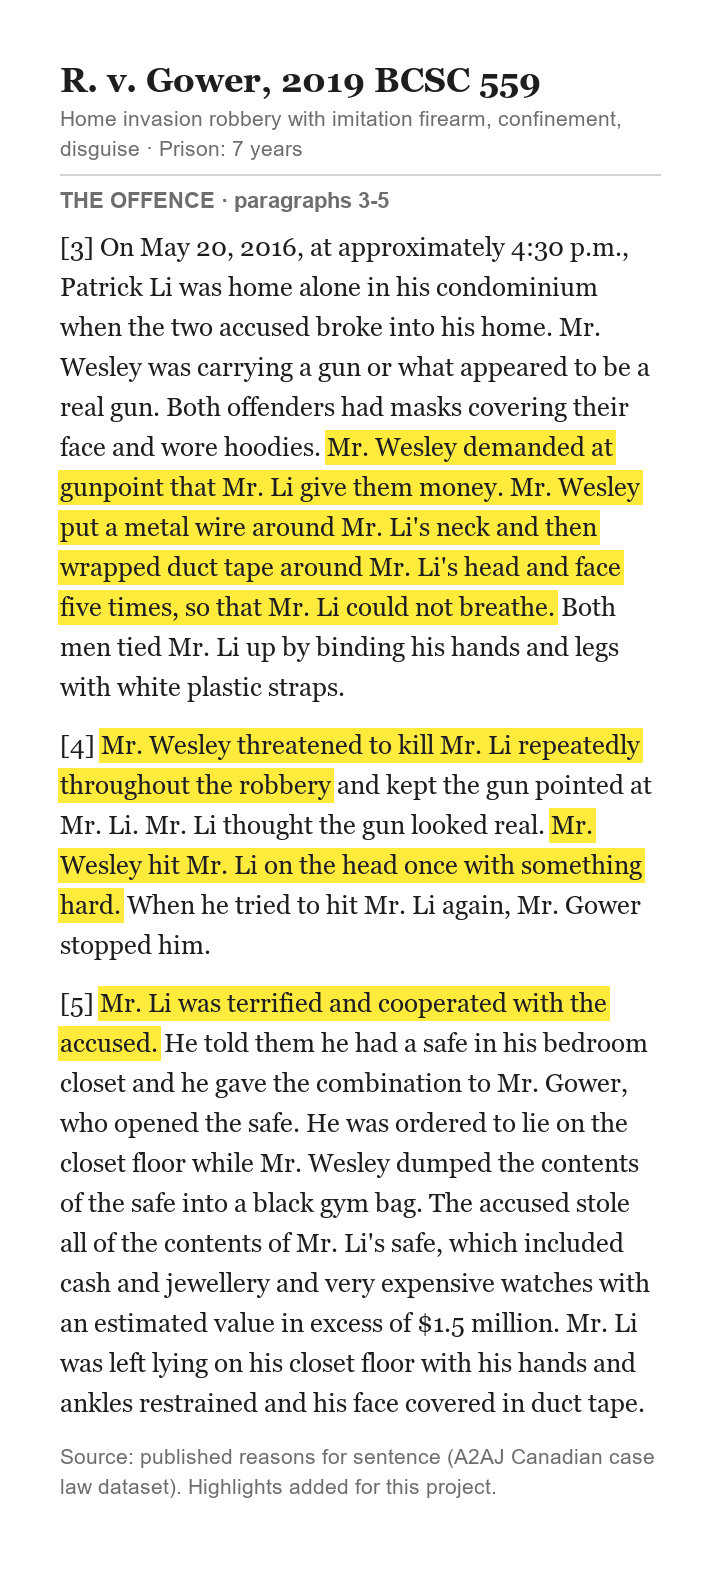 R. v. Gower, 2019 BCSC 559
Home invasion robbery with imitation firearm, confinement,
disguise · Prison: 7 years
THE OFFENCE · paragraphs 3-5
[3] On May 20, 2016, at approximately 4:30 p.m.,
Patrick Li was home alone in his condominium
when the two accused broke into his home. Mr.
Wesley was carrying a gun or what appeared to be a
real gun. Both offenders had masks covering their
face and wore hoodies. Mr. Wesley demanded at
gunpoint that Mr. Li give them money. Mr. Wesley
put a metal wire around Mr. Li's neck and then
wrapped duct tape around Mr. Li's head and face
five times, so that Mr. Li could not breathe. Both
men tied Mr. Li up by binding his hands and legs
with white plastic straps.
[4] Mr. Wesley threatened to kill Mr. Li repeatedly
throughout the robbery and kept the gun pointed at
Mr. Li. Mr. Li thought the gun looked real. Mr.
Wesley hit Mr. Li on the head once with something
hard. When he tried to hit Mr. Li again, Mr. Gower
stopped him.
[5] Mr. Li was terrified and cooperated with the
accused. He told them he had a safe in his bedroom
closet and he gave the combination to Mr. Gower,
who opened the safe. He was ordered to lie on the
closet floor while Mr. Wesley dumped the contents
of the safe into a black gym bag. The accused stole
all of the contents of Mr. Li's safe, which included
cash and jewellery and very expensive watches with
an estimated value in excess of $1.5 million. Mr. Li
was left lying on his closet floor with his hands and
ankles restrained and his face covered in duct tape.
Source: published reasons for sentence (A2AJ Canadian case
law dataset). Highlights added for this project.